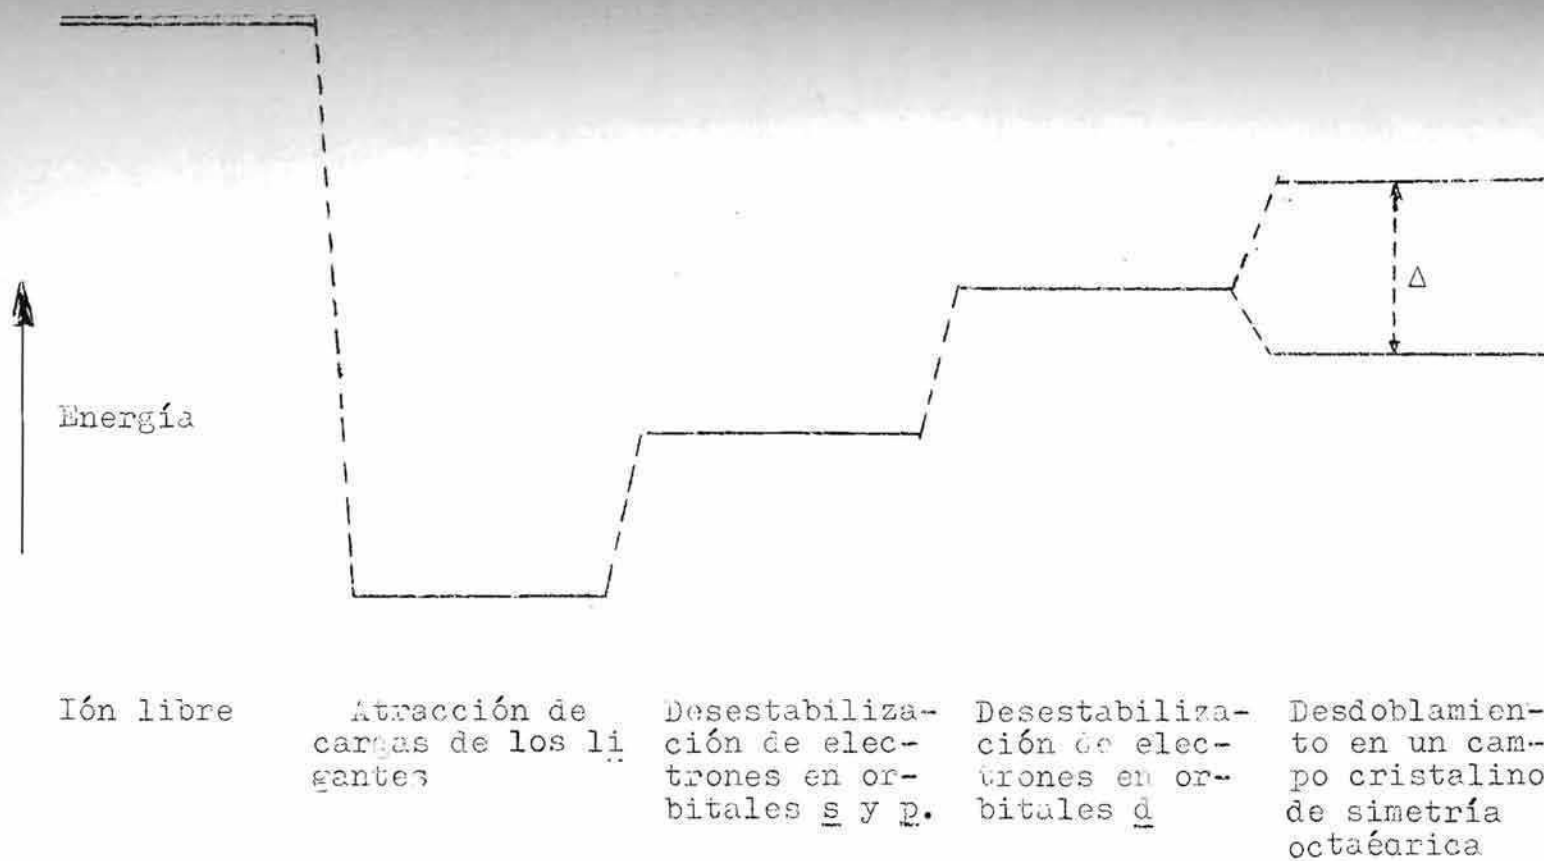 Δ
Energía
Ión libre
Atracción de
cargas de los li
gantes
Desestabiliza-
ción de elec-
trones en or-
bitales s y p.
Desestabiliza-
ción de elec-
trones en or-
bitales d
Desdoblamien-
to en un cam-
po cristalino
de simetría
octaédrica